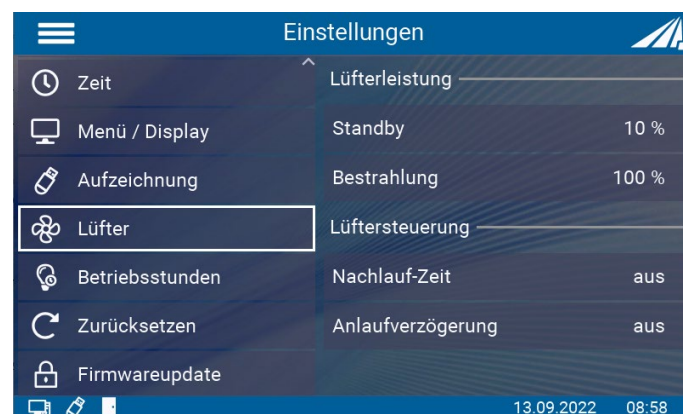 Einstellungen
Zeit
Menü / Display
Aufzeichnung
Lüfter
Betriebsstunden
Zurücksetzen
Firmwareupdate
Lüfterleistung
Standby 10 %
Bestrahlung 100 %
Lüftersteuerung
Nachlauf-Zeit aus
Anlaufverzögerung aus
13.09.2022 08:58